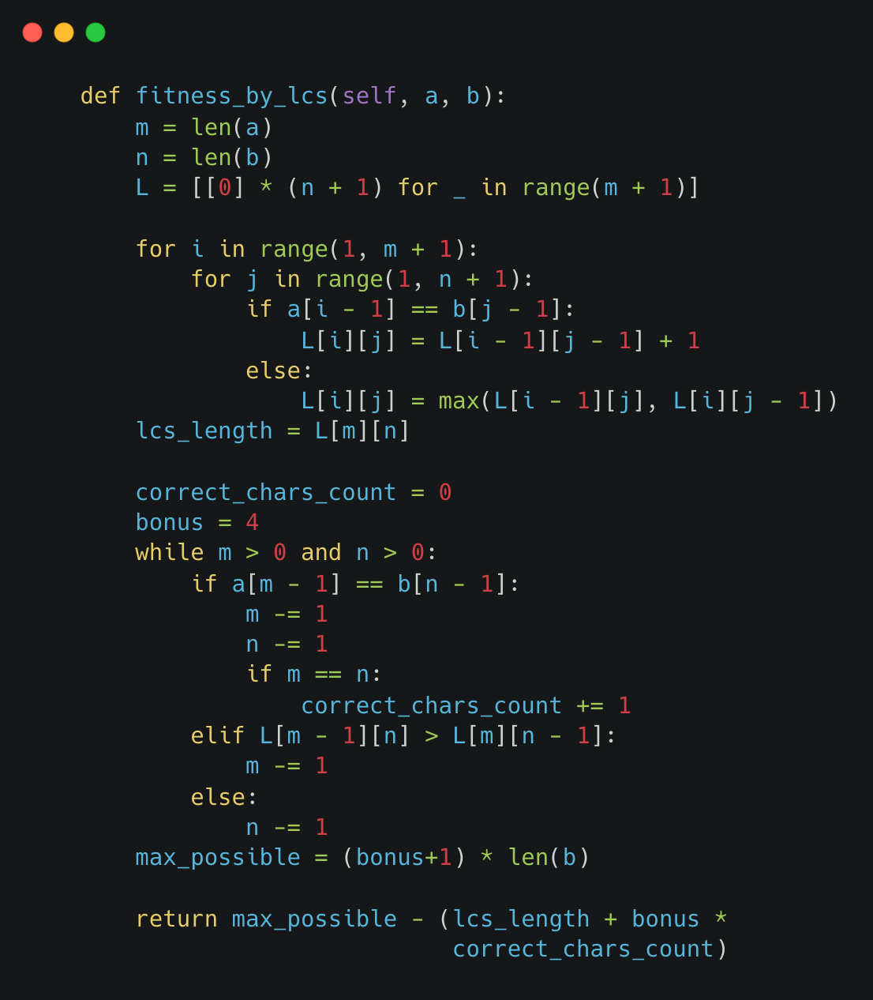 def fitness_by_lcs(self, a, b):
    m = len(a)
    n = len(b)
    L = [[0] * (n + 1) for _ in range(m + 1)]

    for i in range(1, m + 1):
        for j in range(1, n + 1):
            if a[i - 1] == b[j - 1]:
                L[i][j] = L[i - 1][j - 1] + 1
            else:
                L[i][j] = max(L[i - 1][j], L[i][j - 1])
    lcs_length = L[m][n]

    correct_chars_count = 0
    bonus = 4
    while m > 0 and n > 0:
        if a[m - 1] == b[n - 1]:
            m -= 1
            n -= 1
            if m == n:
                correct_chars_count += 1
        elif L[m - 1][n] > L[m][n - 1]:
            m -= 1
        else:
            n -= 1
    max_possible = (bonus+1) * len(b)

    return max_possible - (lcs_length + bonus *
                           correct_chars_count)